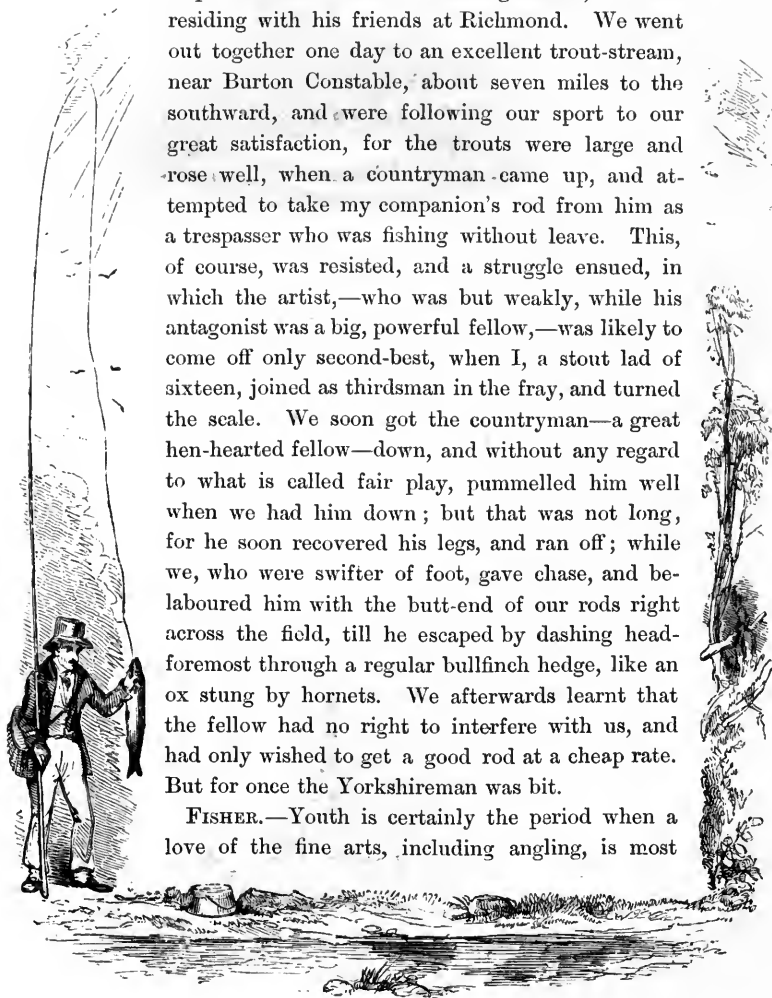 residing with his friends at Richmond. We went
out together one day to an excellent trout-stream,
near Burton Constable, about seven miles to the
southward, and were following our sport to our
great satisfaction, for the trouts were large and
rose well, when a countryman came up, and at-
tempted to take my companion's rod from him as
a trespasser who was fishing without leave. This,
of course, was resisted, and a struggle ensued, in
which the artist,—who was but weakly, while his
antagonist was a big, powerful fellow,—was likely to
come off only second-best, when I, a stout lad of
sixteen, joined as thirdsman in the fray, and turned
the scale. We soon got the countryman—a great
hen-hearted fellow—down, and without any regard
to what is called fair play, pummelled him well
when we had him down; but that was not long,
for he soon recovered his legs, and ran off; while
we, who were swifter of foot, gave chase, and be-
laboured him with the butt-end of our rods right
across the field, till he escaped by dashing head-
foremost through a regular bullfinch hedge, like an
ox stung by hornets. We afterwards learnt that
the fellow had no right to interfere with us, and
had only wished to get a good rod at a cheap rate.
But for once the Yorkshireman was bit.
FISHER.—Youth is certainly the period when a
love of the fine arts, including angling, is most